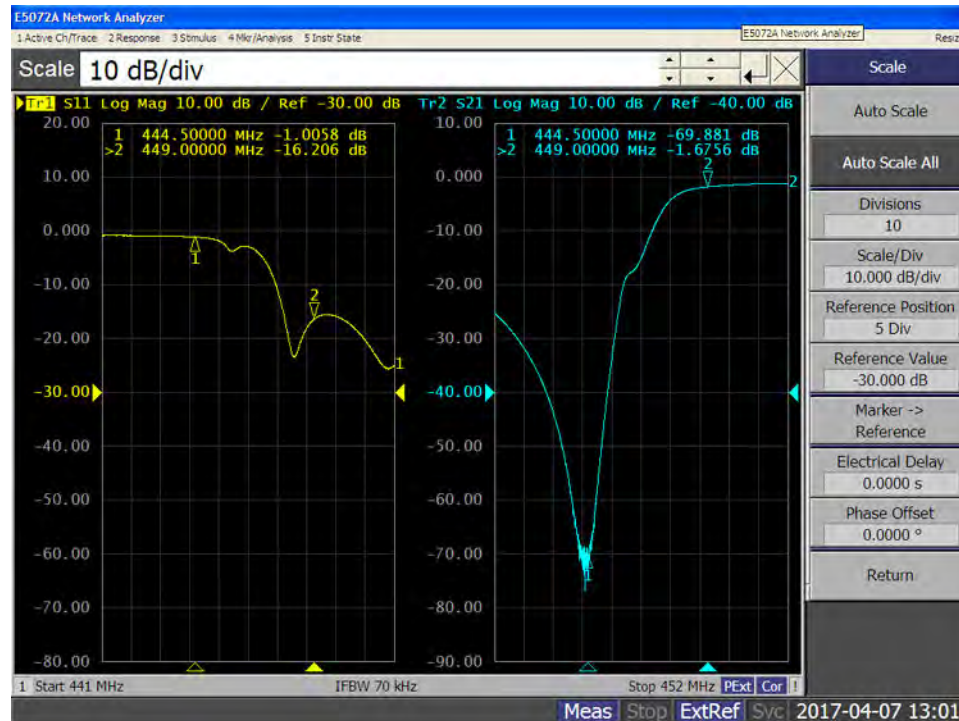 E5072A Network Analyzer
1 Active Ch/Trace 2 Response 3 Stimulus 4 Mkr/Analysis 5 Instr State
E5072A Network Analyzer
Resiz
Scale 10 dB/div
Scale
Tr1 S11 Log Mag 10.00 dB / Ref -30.00 dB
20.00
1 444.50000 MHz -1.0058 dB
>2 449.00000 MHz -16.206 dB
10.00
0.000
-10.00
-20.00
-30.00
-40.00
-50.00
-60.00
-70.00
-80.00
1
2
1
Tr2 S21 Log Mag 10.00 dB / Ref -40.00 dB
10.00
1 444.50000 MHz -69.881 dB
>2 449.00000 MHz -1.6756 dB
0.000
-10.00
-20.00
-30.00
-40.00
-50.00
-60.00
-70.00
-80.00
-90.00
2
2
1
Auto Scale
Auto Scale All
Divisions
10
Scale/Div
10.000 dB/div
Reference Position
5 Div
Reference Value
-30.000 dB
Marker ->
Reference
Electrical Delay
0.0000 s
Phase Offset
0.0000 °
Return
1 Start 441 MHz
IFBW 70 kHz
Stop 452 MHz PExt Cor !
Meas Stop ExtRef Svc 2017-04-07 13:01